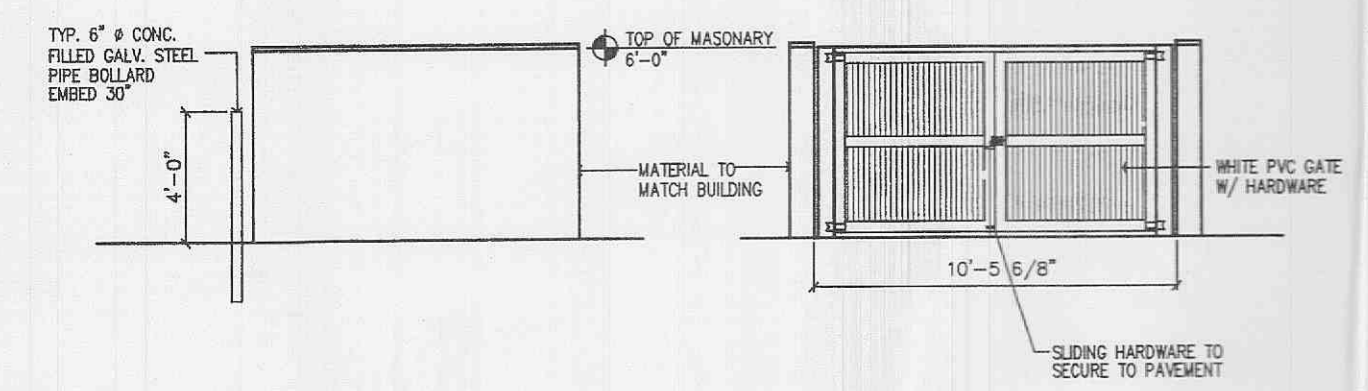 TYP. 6" ø CONC.
FILLED GALV. STEEL
PIPE BOLLARD
EMBED 30"
4'-0"
TOP OF MASONARY
6'-0"
MATERIAL TO
MATCH BUILDING
WHITE PVC GATE
W/ HARDWARE
10'-5 6/8"
SLIDING HARDWARE TO
SECURE TO PAVEMENT